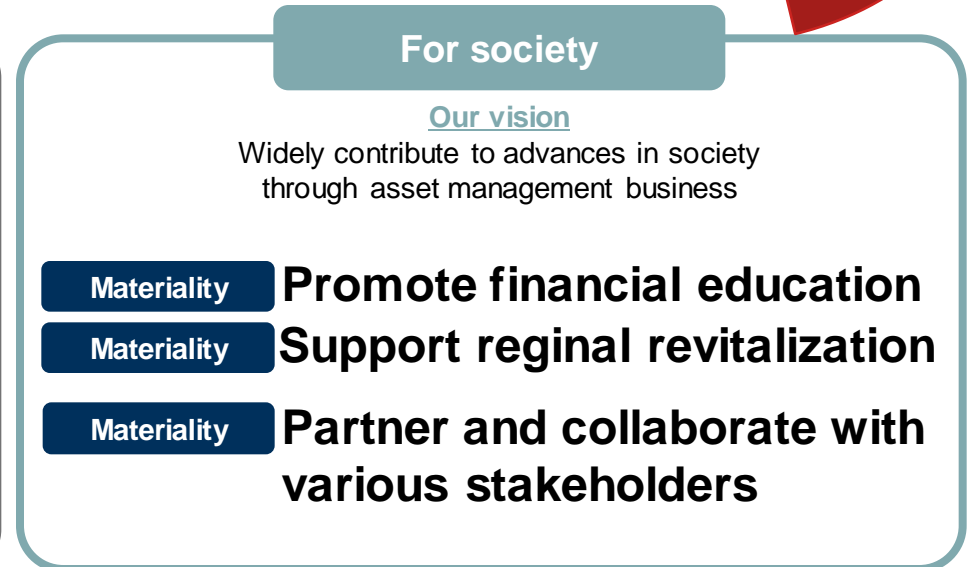 For society
Our vision
Widely contribute to advances in society
through asset management business
Materiality Promote financial education
Materiality Support reginal revitalization
Materiality Partner and collaborate with
various stakeholders